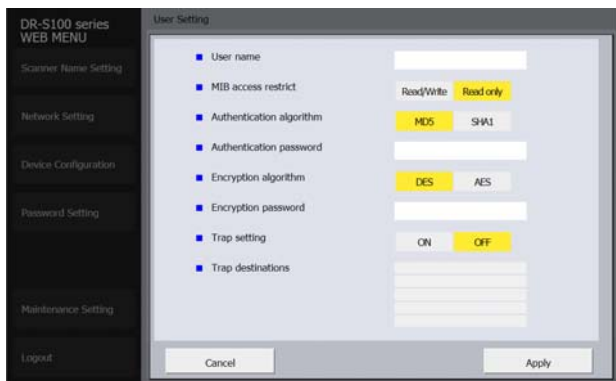 DR-S100 series
WEB MENU
User Setting
Scanner Name Setting
Network Setting
Device Configuration
Password Setting
Maintenance Setting
Logout
User name
MIB access restrict
Read/Write Read only
Authentication algorithm
MD5 SHA1
Authentication password
Encryption algorithm
DES AES
Encryption password
Trap setting
ON OFF
Trap destinations
Cancel
Apply